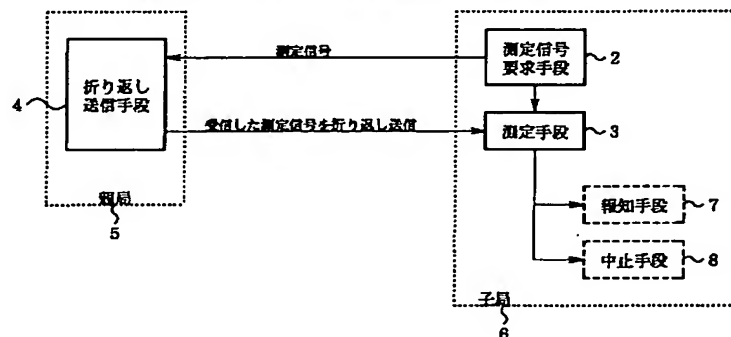 測定信号
測定信号
要求手段
2
4
折り返し
送信手段
受信した測定信号を折り返し送信
測定手段
3
報知手段
7
中止手段
8
親局
5
子局
6